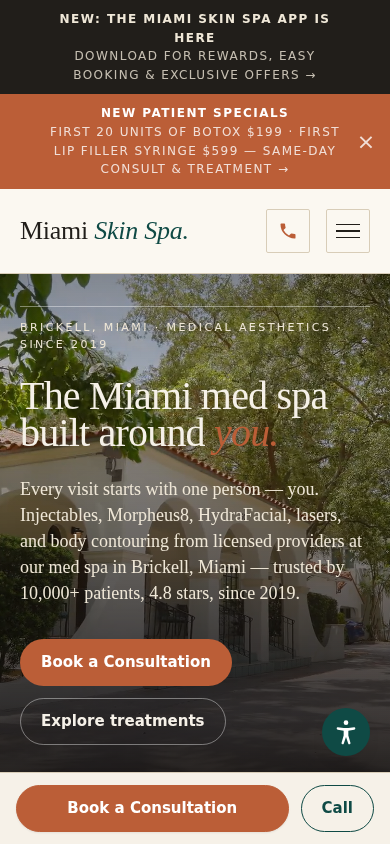 NEW: THE MIAMI SKIN SPA APP IS
HERE
DOWNLOAD FOR REWARDS, EASY
BOOKING & EXCLUSIVE OFFERS →
NEW PATIENT SPECIALS
FIRST 20 UNITS OF BOTOX $199 · FIRST
LIP FILLER SYRINGE $599 — SAME-DAY
CONSULT & TREATMENT →
Miami Skin Spa.
BRICKELL, MIAMI · MEDICAL AESTHETICS ·
SINCE 2019
The Miami med spa
built around you.
Every visit starts with one person — you.
Injectables, Morpheus8, HydraFacial, lasers,
and body contouring from licensed providers at
our med spa in Brickell, Miami — trusted by
10,000+ patients, 4.8 stars, since 2019.
Book a Consultation
Explore treatments
Book a Consultation
Call